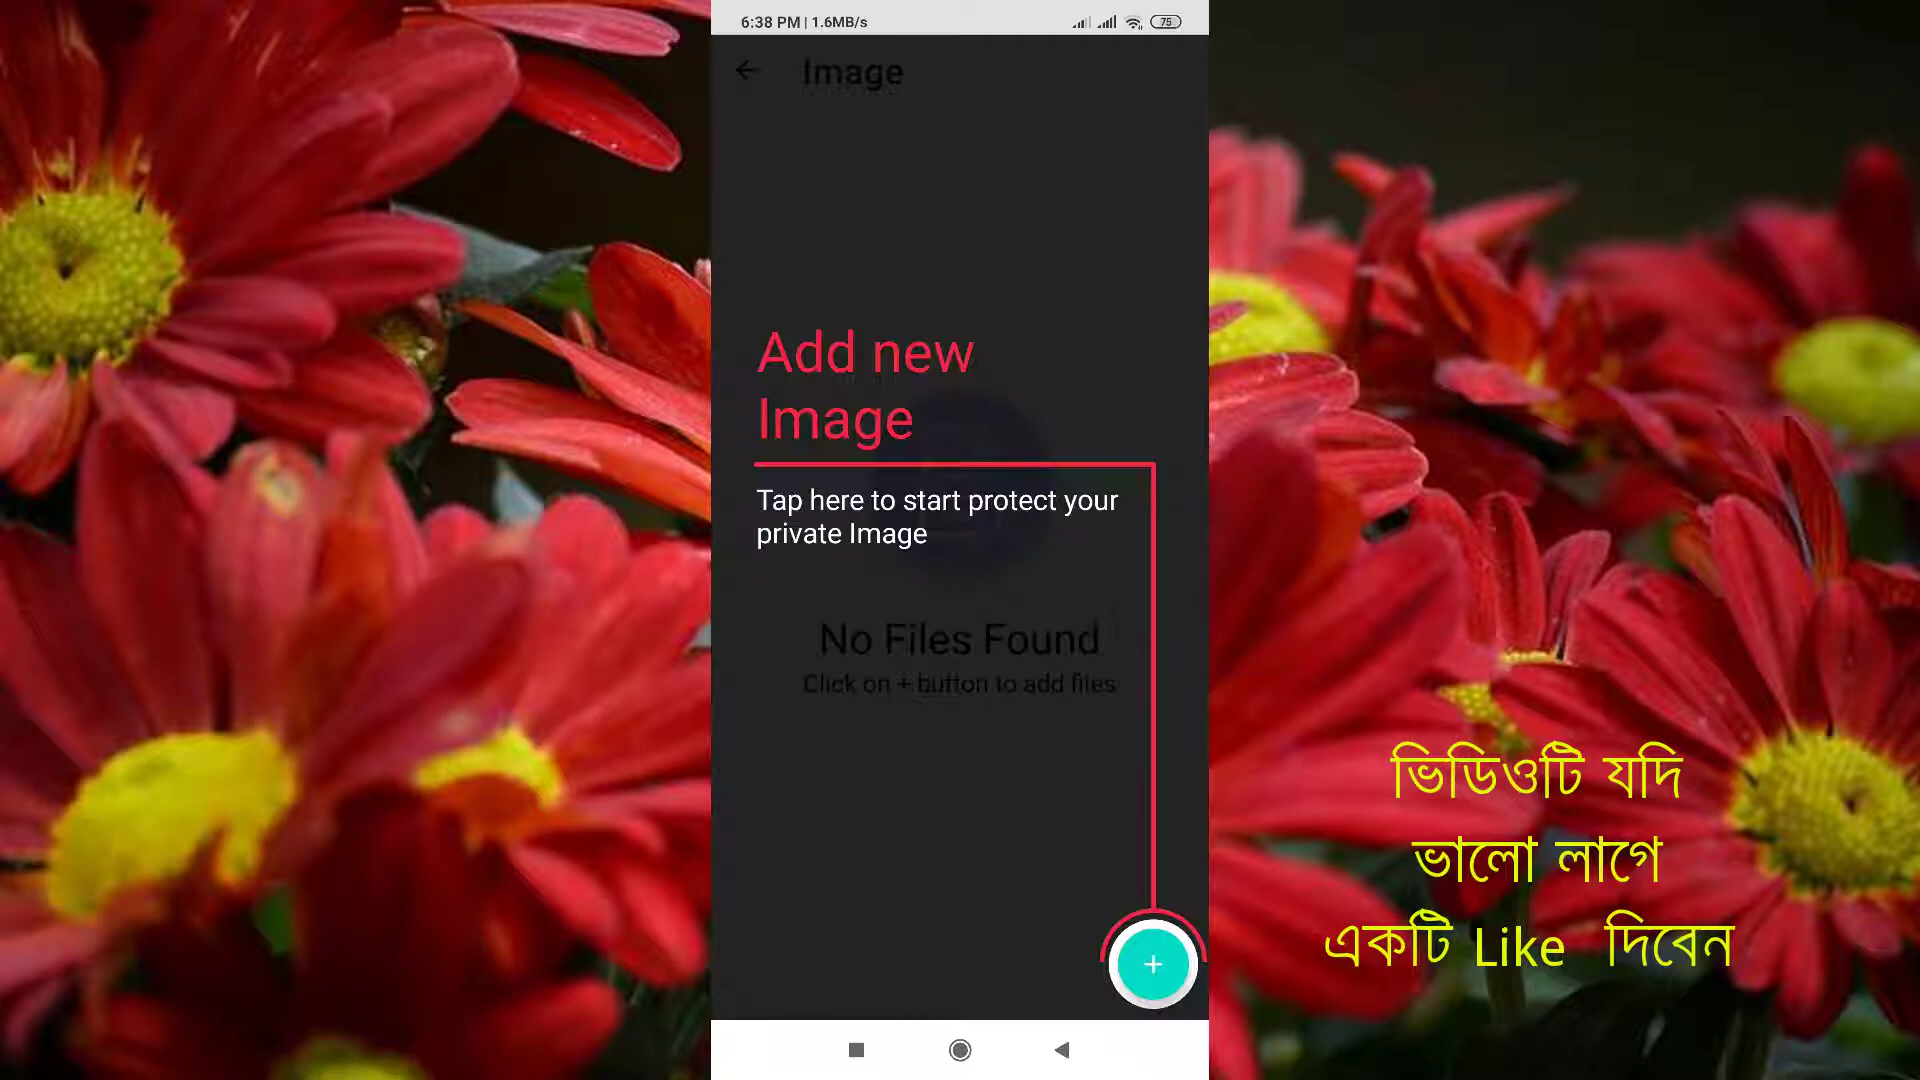 6:38 PM | 1.6MB/s
75
Image
Add new
Image
Tap here to start protect your
private Image
No Files Found
Click on + button to add files
ভিডিওটি যদি
ভালো লাগে
একটি Like দিবেন